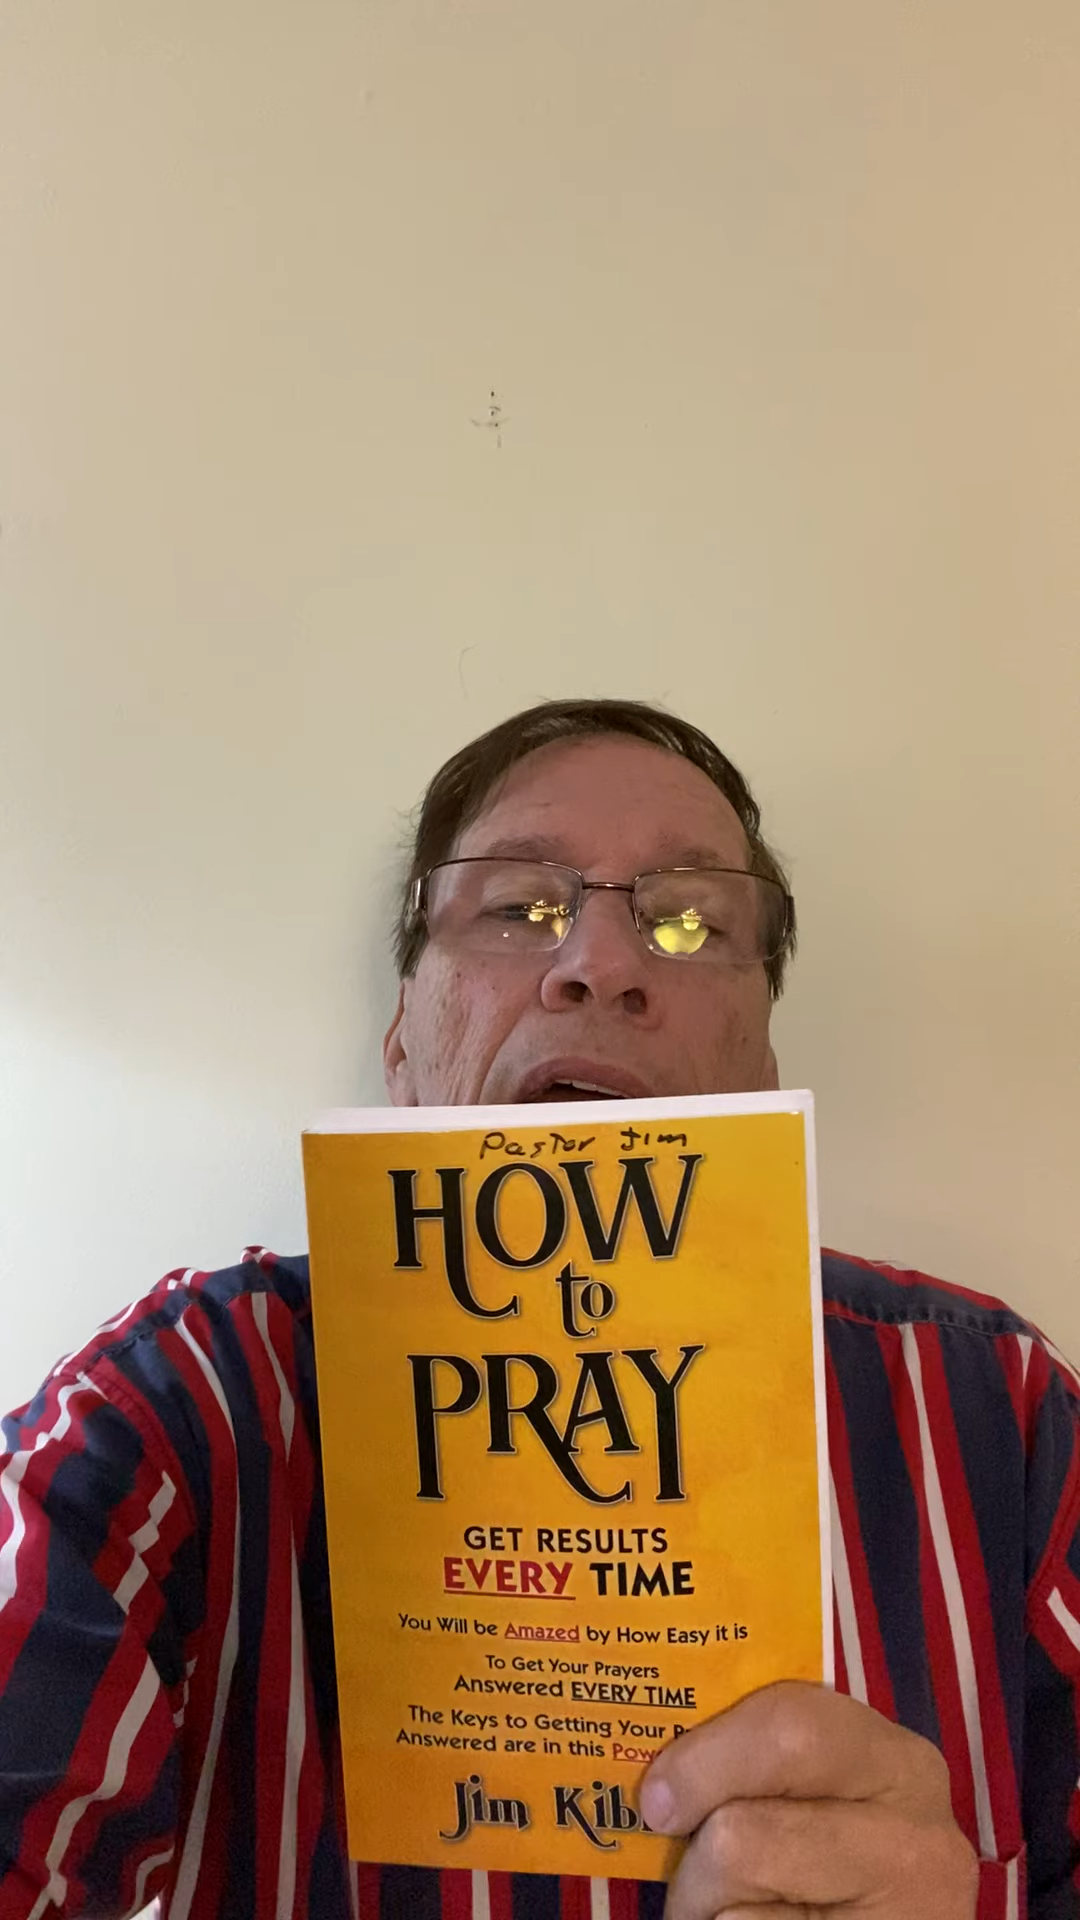 Pastor Jim
HOW
to
PRAY
GET RESULTS
EVERY TIME
You Will be Amazed by How Easy it is
To Get Your Prayers
Answered EVERY TIME
The Keys to Getting Your
Answered are in this
Jim